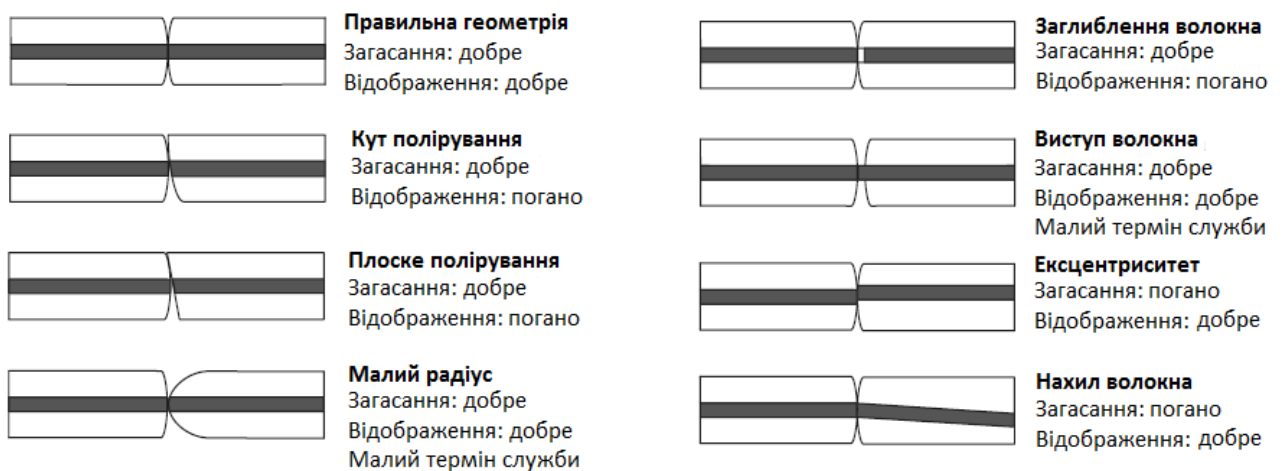 Правильна геометрія
Загасання: добре
Відображення: добре
Кут полірування
Загасання: добре
Відображення: погано
Плоске полірування
Загасання: добре
Відображення: погано
Малий радіус
Загасання: добре
Відображення: добре
Малий термін служби
Заглиблення волокна
Загасання: добре
Відображення: погано
Виступ волокна
Загасання: добре
Відображення: добре
Малий термін служби
Ексцентриситет
Загасання: погано
Відображення: добре
Нахил волокна
Загасання: погано
Відображення: добре